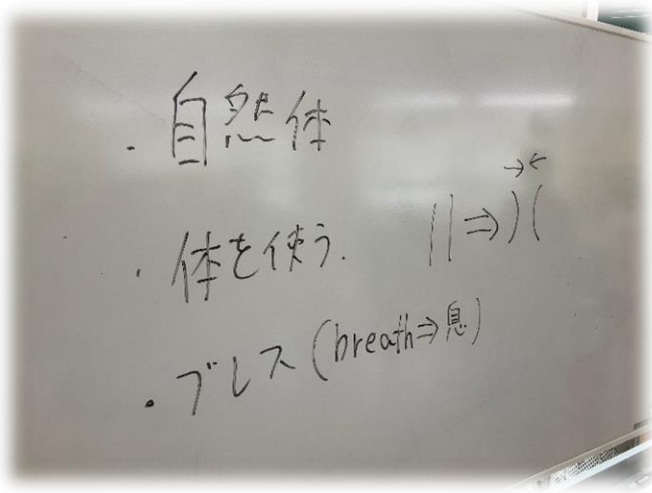 ・自然体
・体を使う. || ⇒ )( 
・ブレス(breath⇒息)